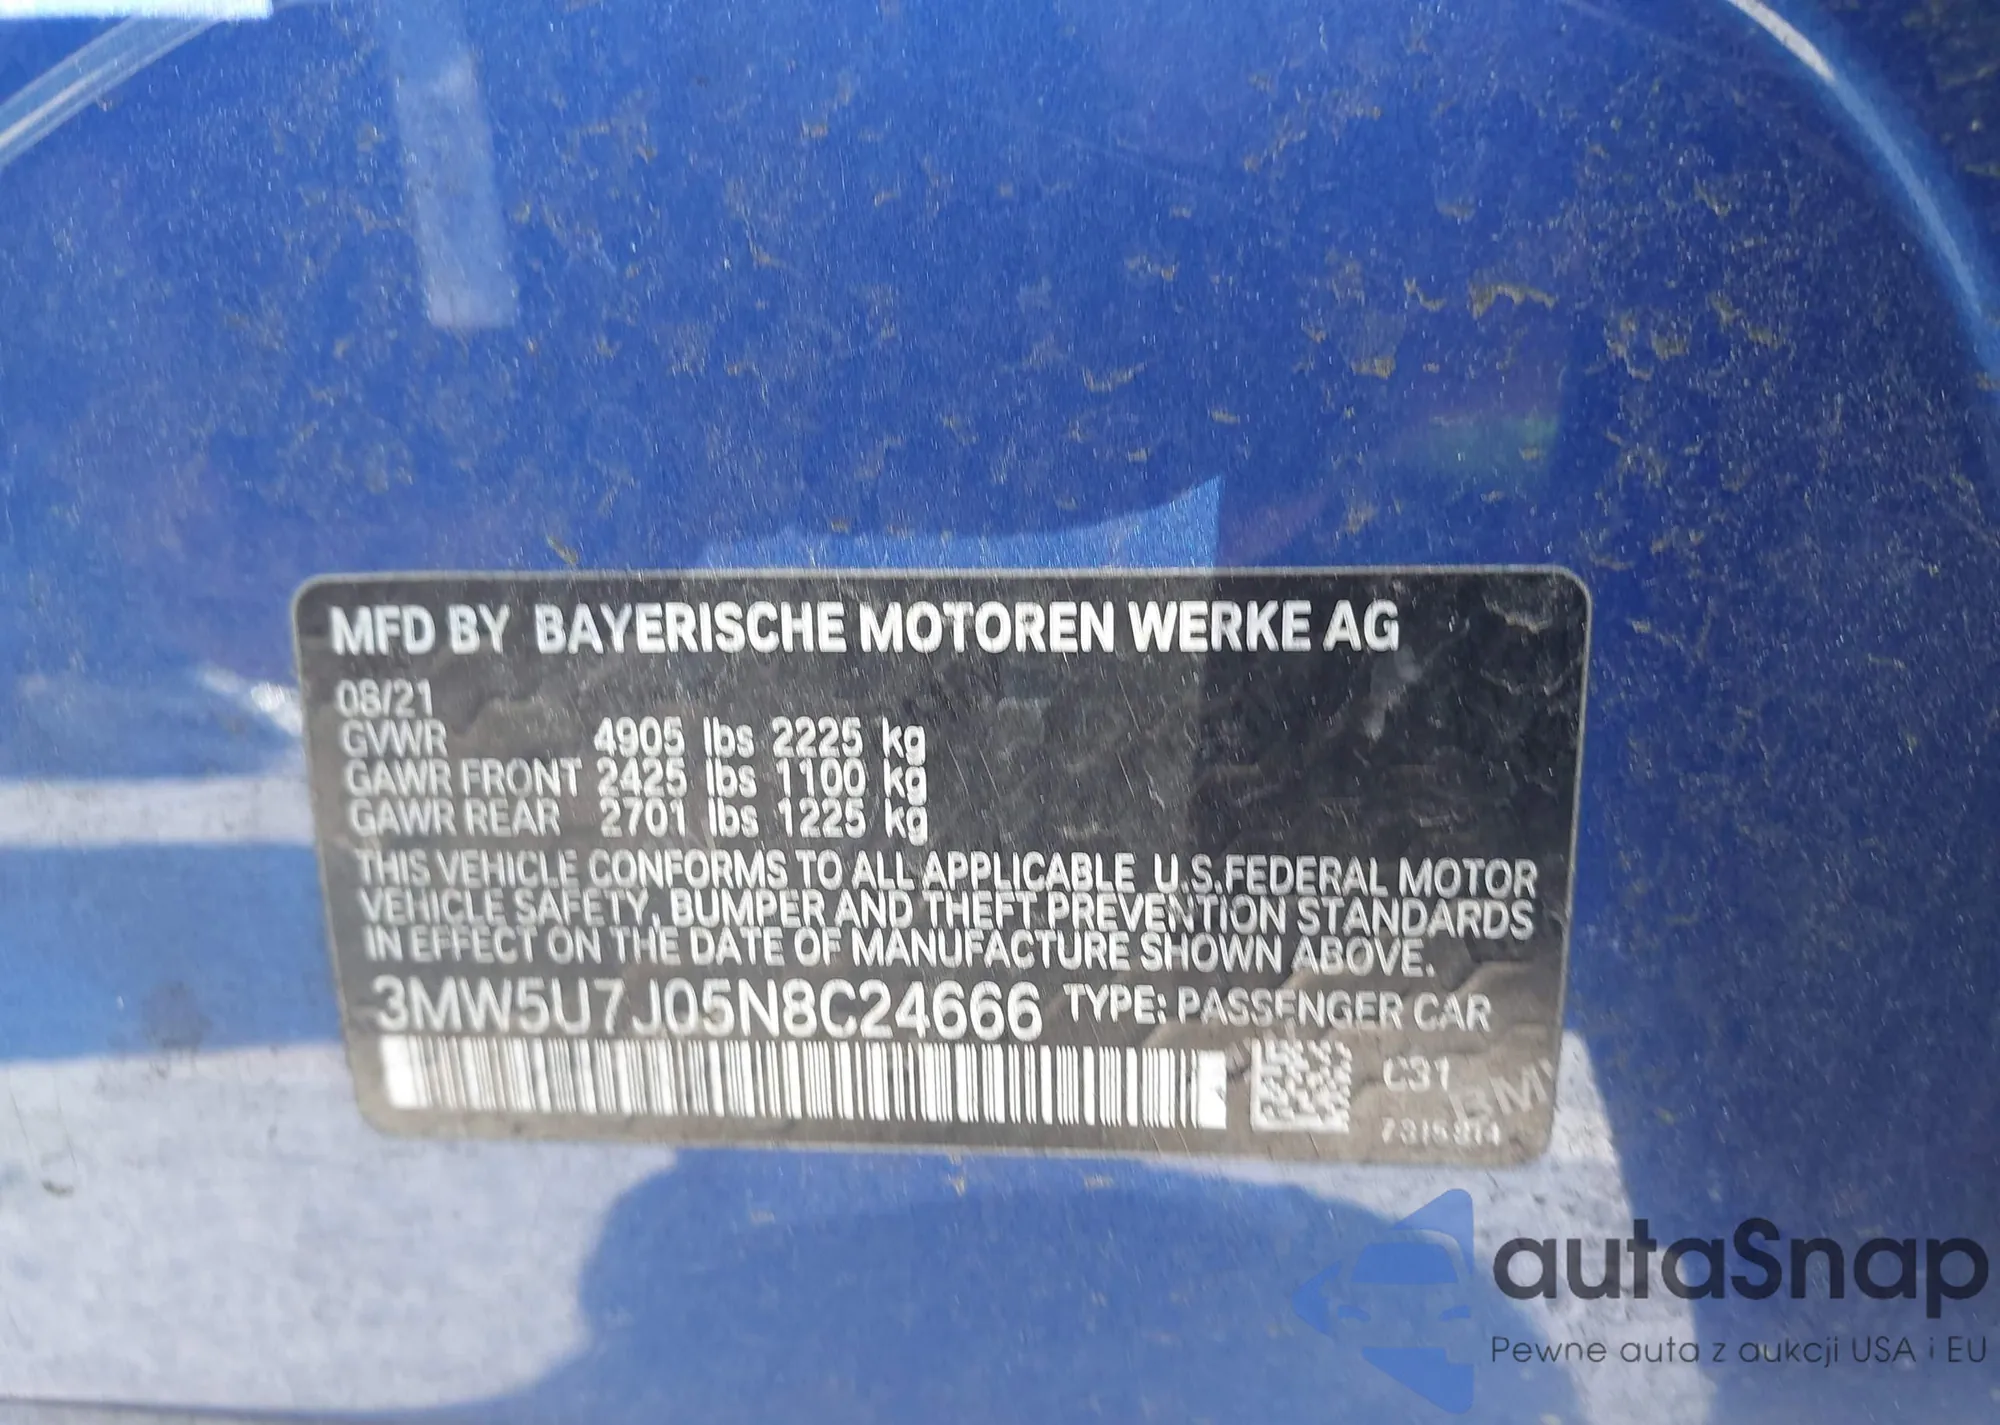 MFD BY BAYERISCHE MOTOREN WERKE AG
08/21
GVWR 4905 lbs 2225 kg
GAWR FRONT 2425 lbs 1100 kg
GAWR REAR 2701 lbs 1225 kg
THIS VEHICLE CONFORMS TO ALL APPLICABLE U.S.FEDERAL MOTOR
VEHICLE SAFETY, BUMPER AND THEFT PREVENTION STANDARDS
IN EFFECT ON THE DATE OF MANUFACTURE SHOWN ABOVE.
3MW5U7J05N8C24666 TYPE: PASSENGER CAR
C31
autaSnap
Pewne auta z aukcji USA i EU